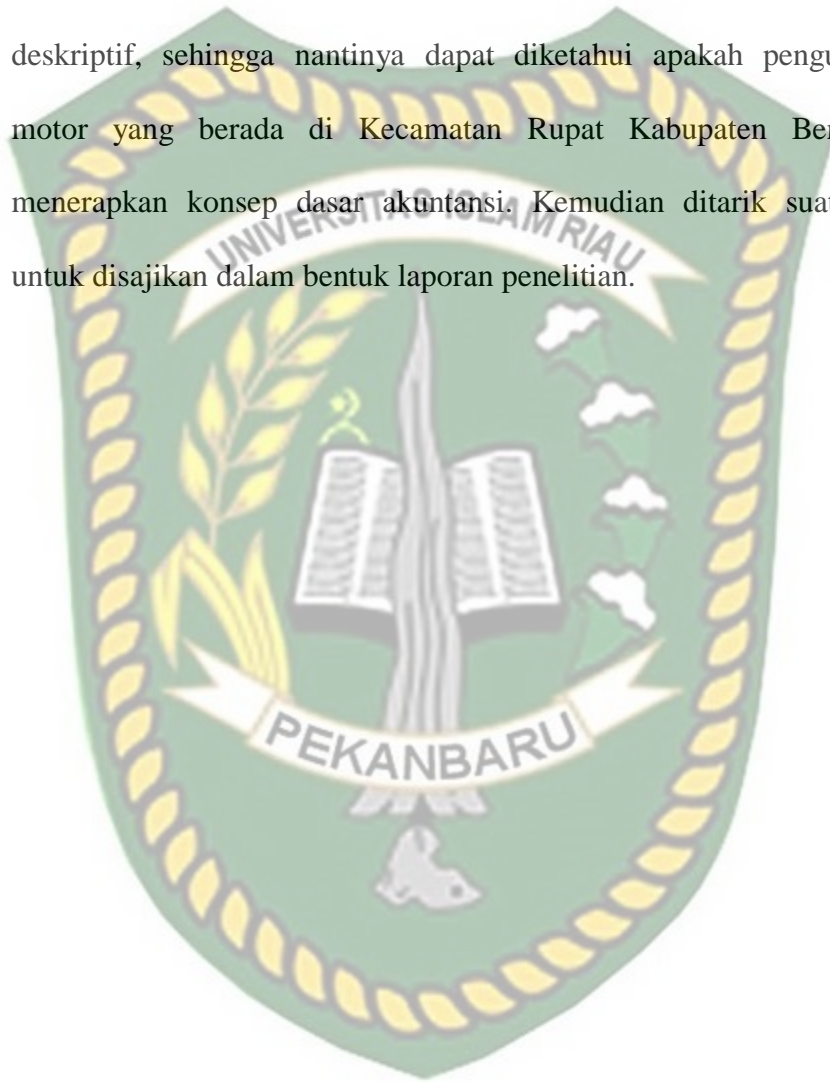 deskriptif, sehingga nantinya dapat diketahui apakah pengu
motor yang berada di Kecamatan Rupat Kabupaten Ber
menerapkan konsep dasar akuntansi. Kemudian ditarik suat
untuk disajikan dalam bentuk laporan penelitian.
UNIVERSITAS ISLAM RIAU
PEKANBARU